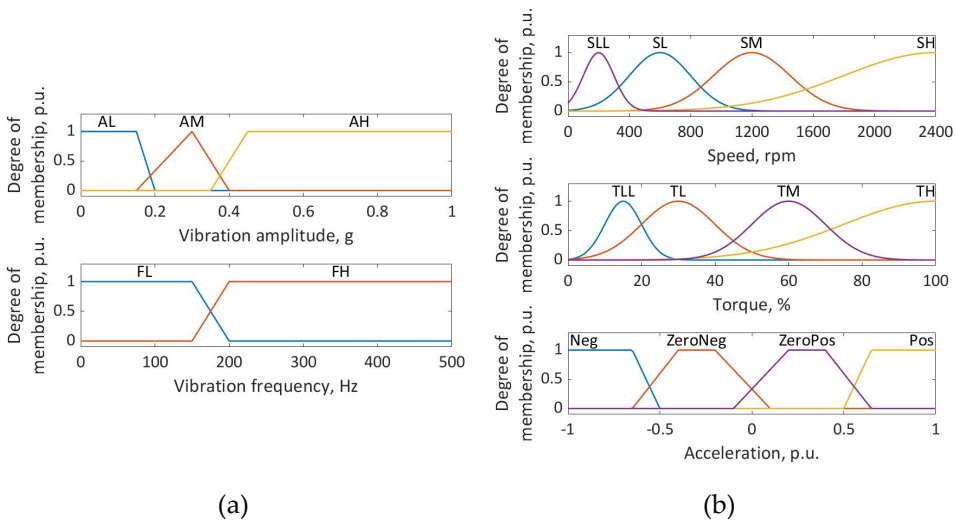 Degree of
membership, p.u.
AL AM AH
1
0.5
0
0 0.2 0.4 0.6 0.8 1
Vibration amplitude, g
Degree of
membership, p.u.
FL FH
1
0.5
0
0 100 200 300 400 500
Vibration frequency, Hz
(a)
Degree of
membership, p.u.
SLL SL SM SH
1
0.5
0
0 400 800 1200 1600 2000 2400
Speed, rpm
Degree of
membership, p.u.
TLL TL TM TH
1
0.5
0
0 20 40 60 80 100
Torque, %
Degree of
membership, p.u.
Neg ZeroNeg ZeroPos Pos
1
0.5
0
-1 -0.5 0 0.5 1
Acceleration, p.u.
(b)